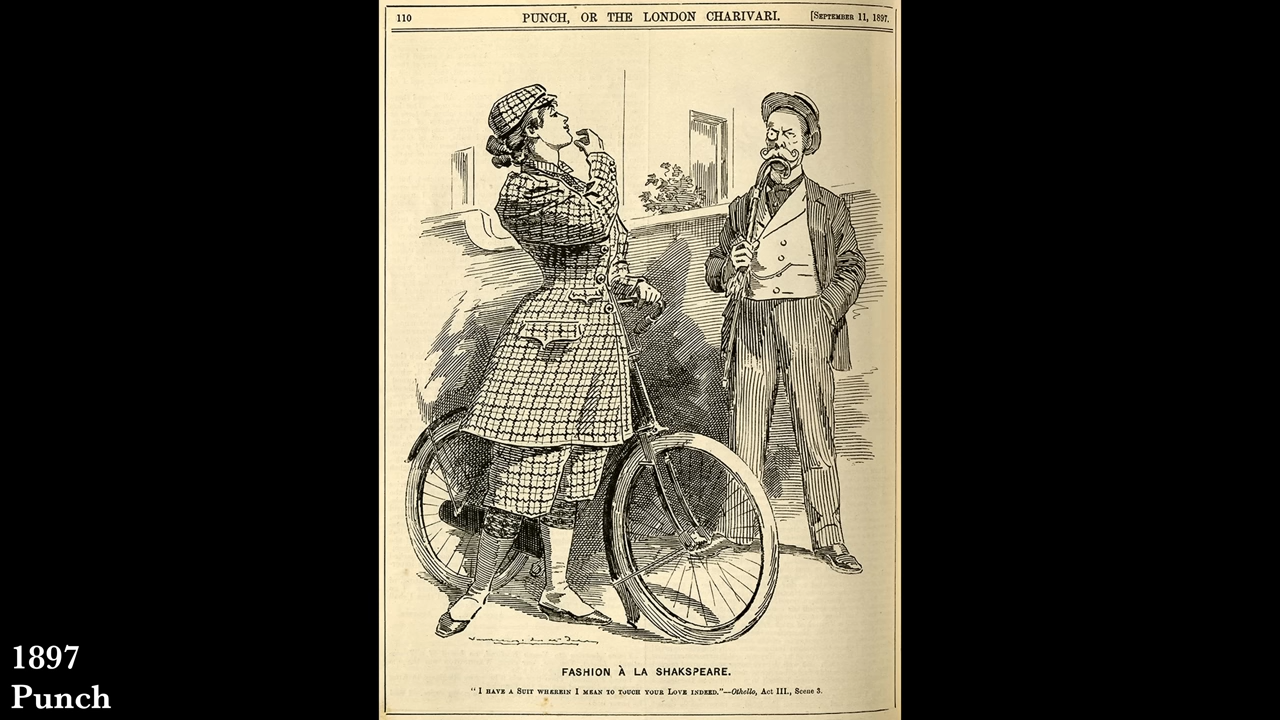 110
PUNCH, OR THE LONDON CHARIVARI.
[SEPTEMBER 11, 1897.
FASHION À LA SHAKSPEARE.
" I HAVE A SUIT WHEREIN I MEAN TO TOUCH YOUR LOVE INDEED."—Othello, Act III., Scene 3.
1897
Punch